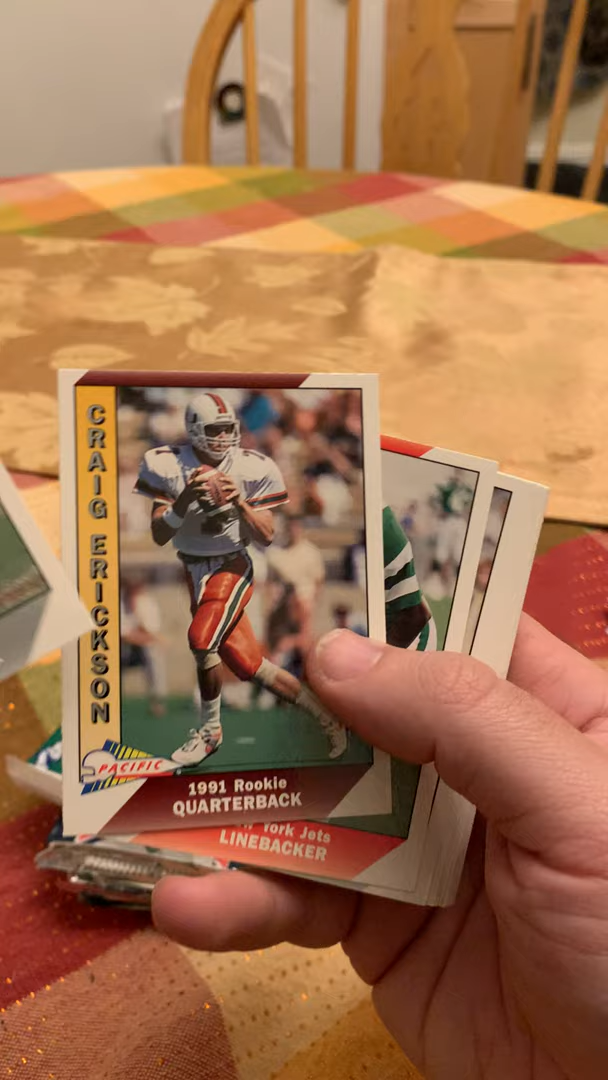 CRAIG ERICKSON
PACIFIC
1991 Rookie
QUARTERBACK
York Jets
LINEBACKER